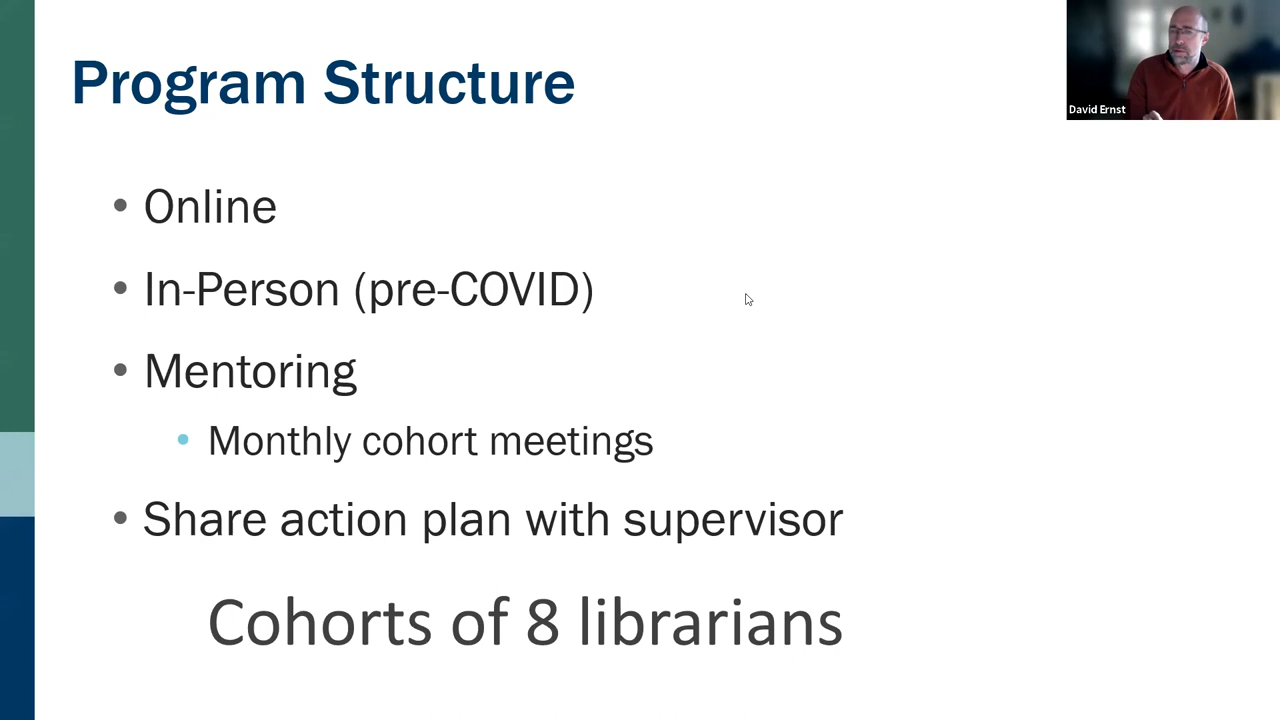 Program Structure
David Ernst
• Online
• In-Person (pre-COVID)
• Mentoring
• Monthly cohort meetings
• Share action plan with supervisor
Cohorts of 8 librarians